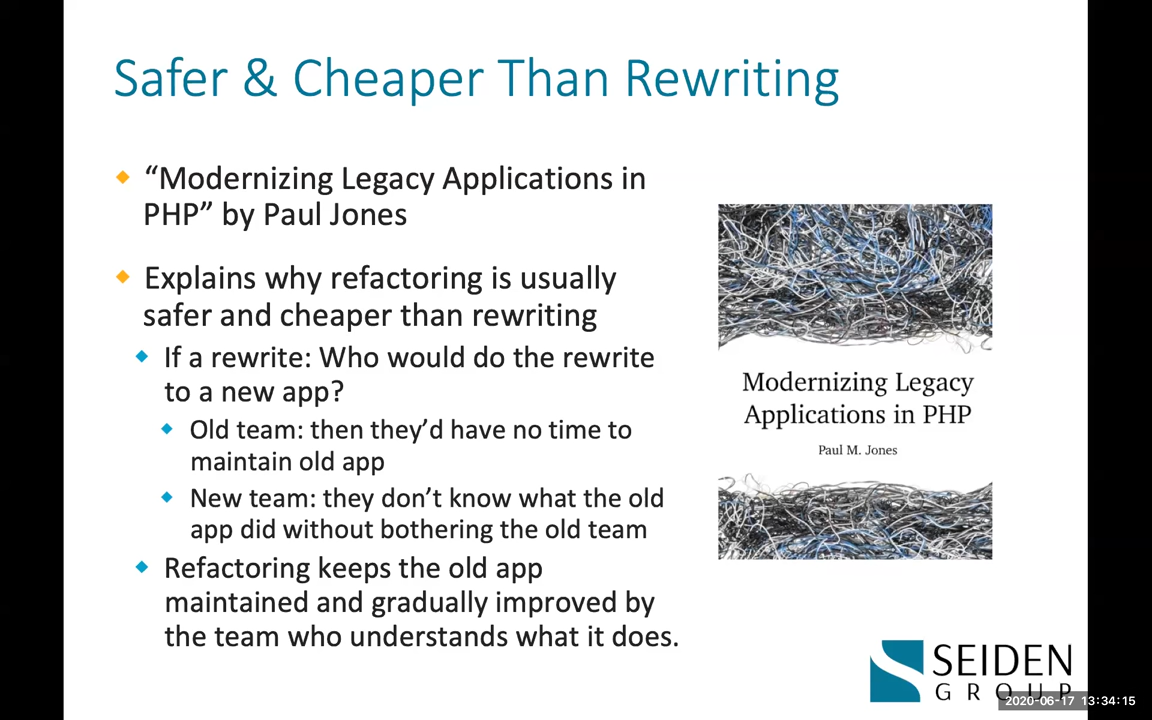 Safer & Cheaper Than Rewriting
“Modernizing Legacy Applications in
PHP” by Paul Jones
Explains why refactoring is usually
safer and cheaper than rewriting
If a rewrite: Who would do the rewrite
to a new app?
Old team: then they’d have no time to
maintain old app
New team: they don’t know what the old
app did without bothering the old team
Refactoring keeps the old app
maintained and gradually improved by
the team who understands what it does.
Modernizing Legacy
Applications in PHP
Paul M. Jones
SEIDEN
GROUP
2020-06-17 13:34:15